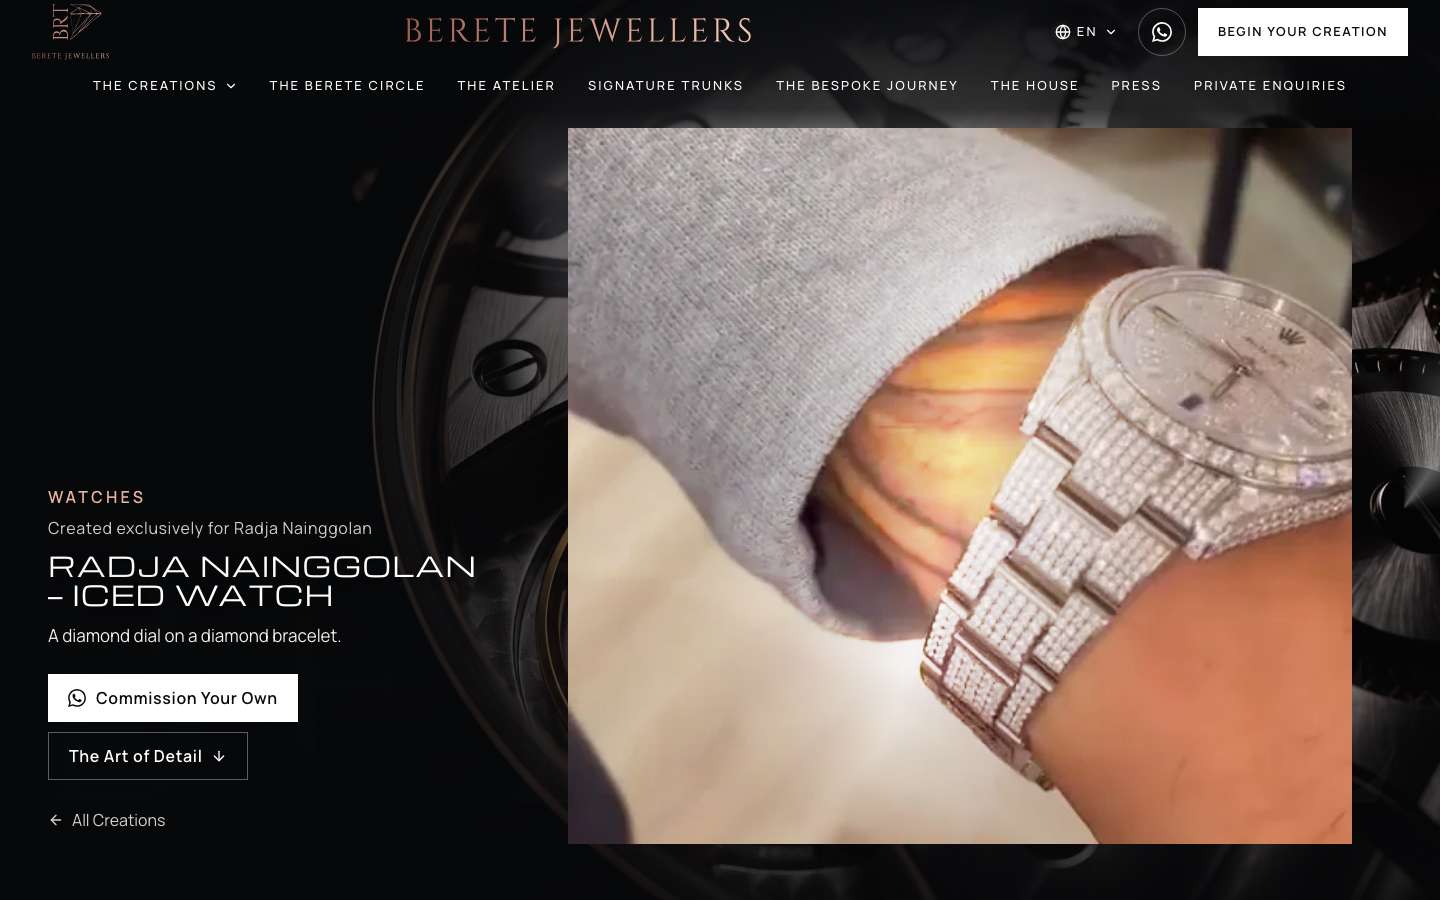 BRT
BERETE JEWELLERS
BERETE JEWELLERS
EN
BEGIN YOUR CREATION
THE CREATIONS
THE BERETE CIRCLE
THE ATELIER
SIGNATURE TRUNKS
THE BESPOKE JOURNEY
THE HOUSE
PRESS
PRIVATE ENQUIRIES
WATCHES
Created exclusively for Radja Nainggolan
RADJA NAINGGOLAN
– ICED WATCH
A diamond dial on a diamond bracelet.
Commission Your Own
The Art of Detail
All Creations